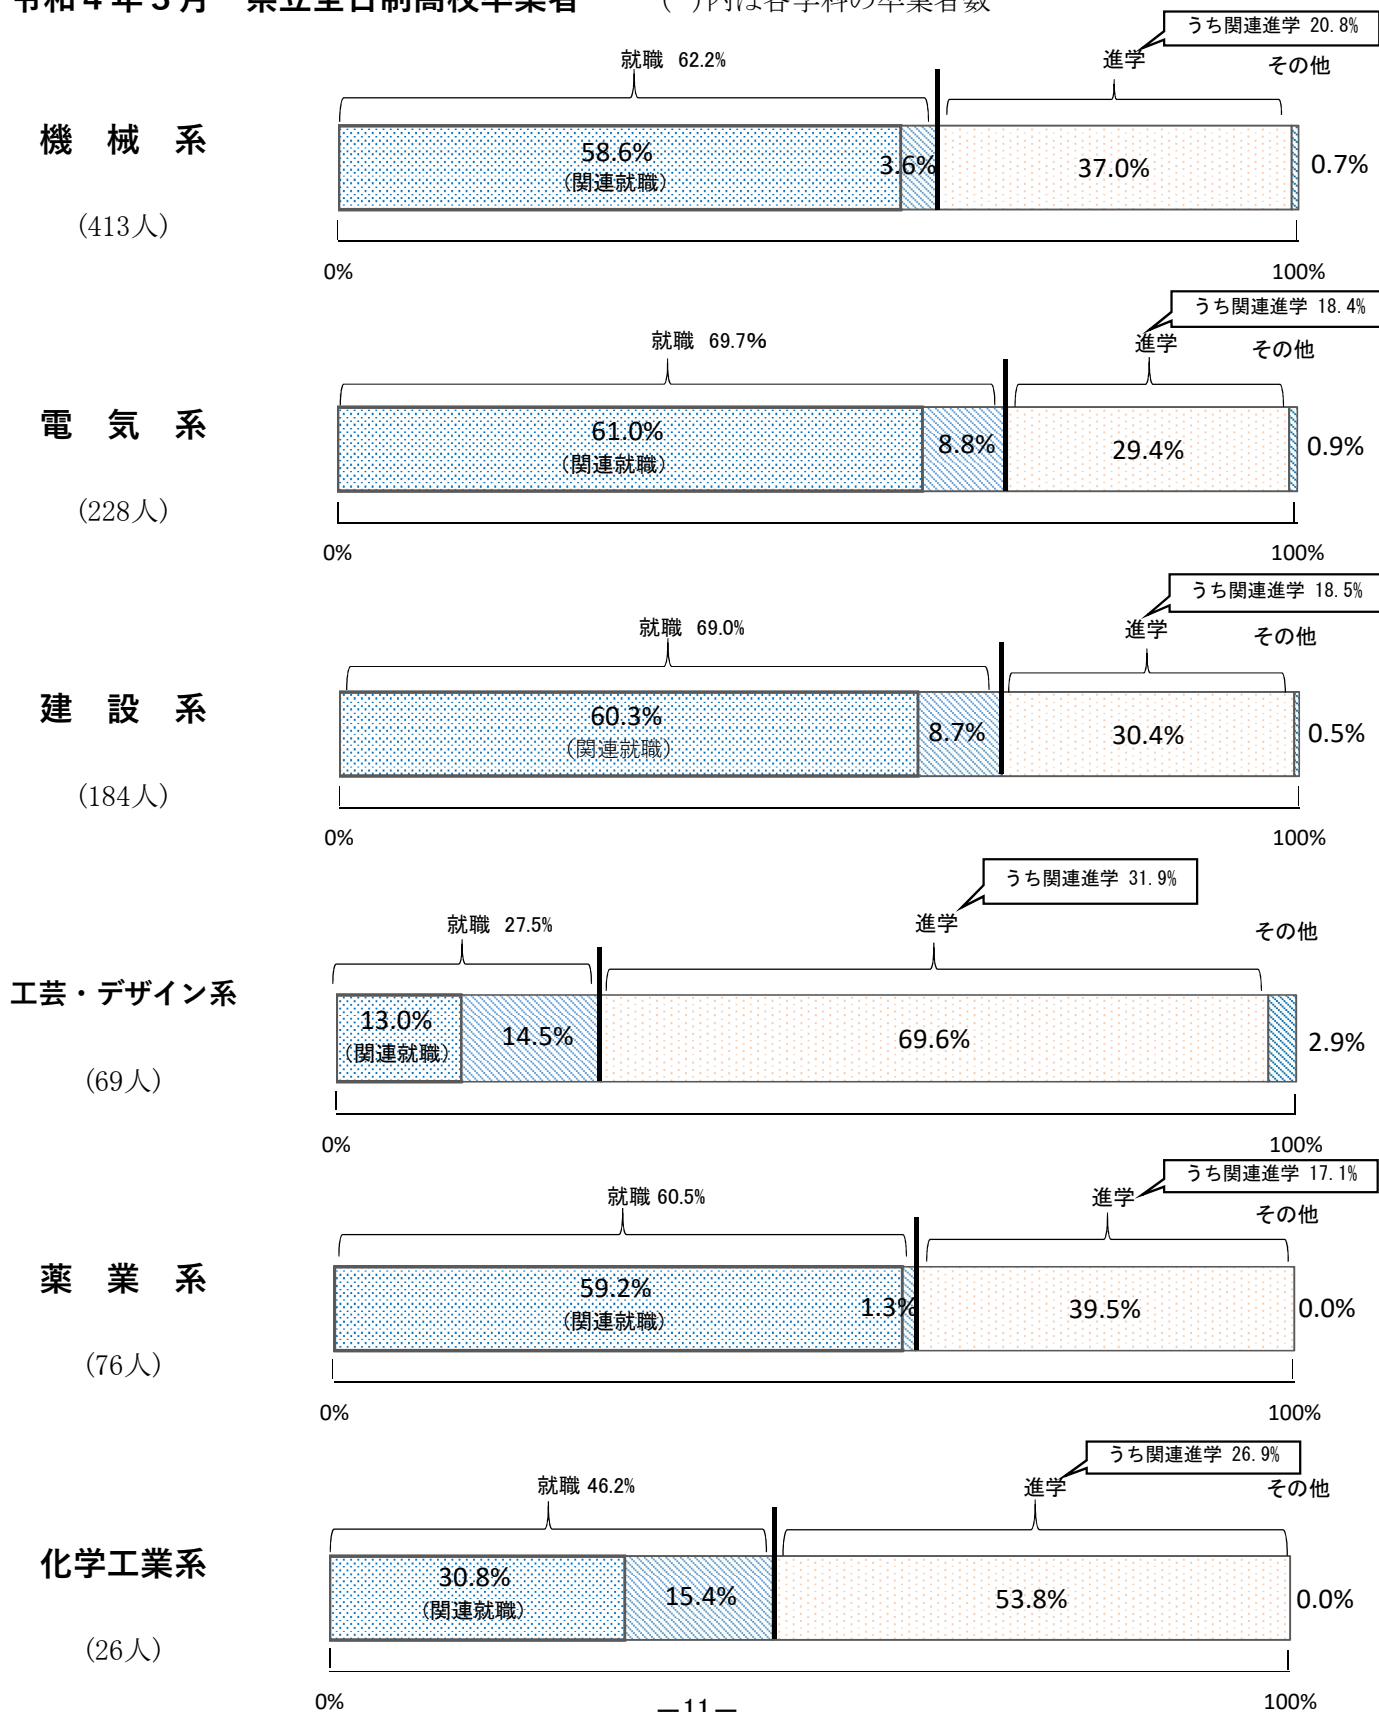 令和４年３月　県立全日制高校卒業者　(　)内は各学科の卒業者数
うち関連進学 20.8%
就職 62.2%
進学
その他
機 械 系
58.6%
(関連就職)
3.6%
37.0%
0.7%
(413人)
0%
100%
うち関連進学 18.4%
就職 69.7%
進学
その他
電 気 系
61.0%
(関連就職)
8.8%
29.4%
0.9%
(228人)
0%
100%
うち関連進学 18.5%
就職 69.0%
進学
その他
建 設 系
60.3%
(関連就職)
8.7%
30.4%
0.5%
(184人)
0%
100%
うち関連進学 31.9%
就職 27.5%
進学
その他
工芸・デザイン系
13.0%
(関連就職)
14.5%
69.6%
2.9%
(69人)
0%
100%
うち関連進学 17.1%
就職 60.5%
進学
その他
薬 業 系
59.2%
(関連就職)
1.3%
39.5%
0.0%
(76人)
0%
100%
うち関連進学 26.9%
就職 46.2%
進学
その他
化学工業系
30.8%
(関連就職)
15.4%
53.8%
0.0%
(26人)
0%
100%
－11－